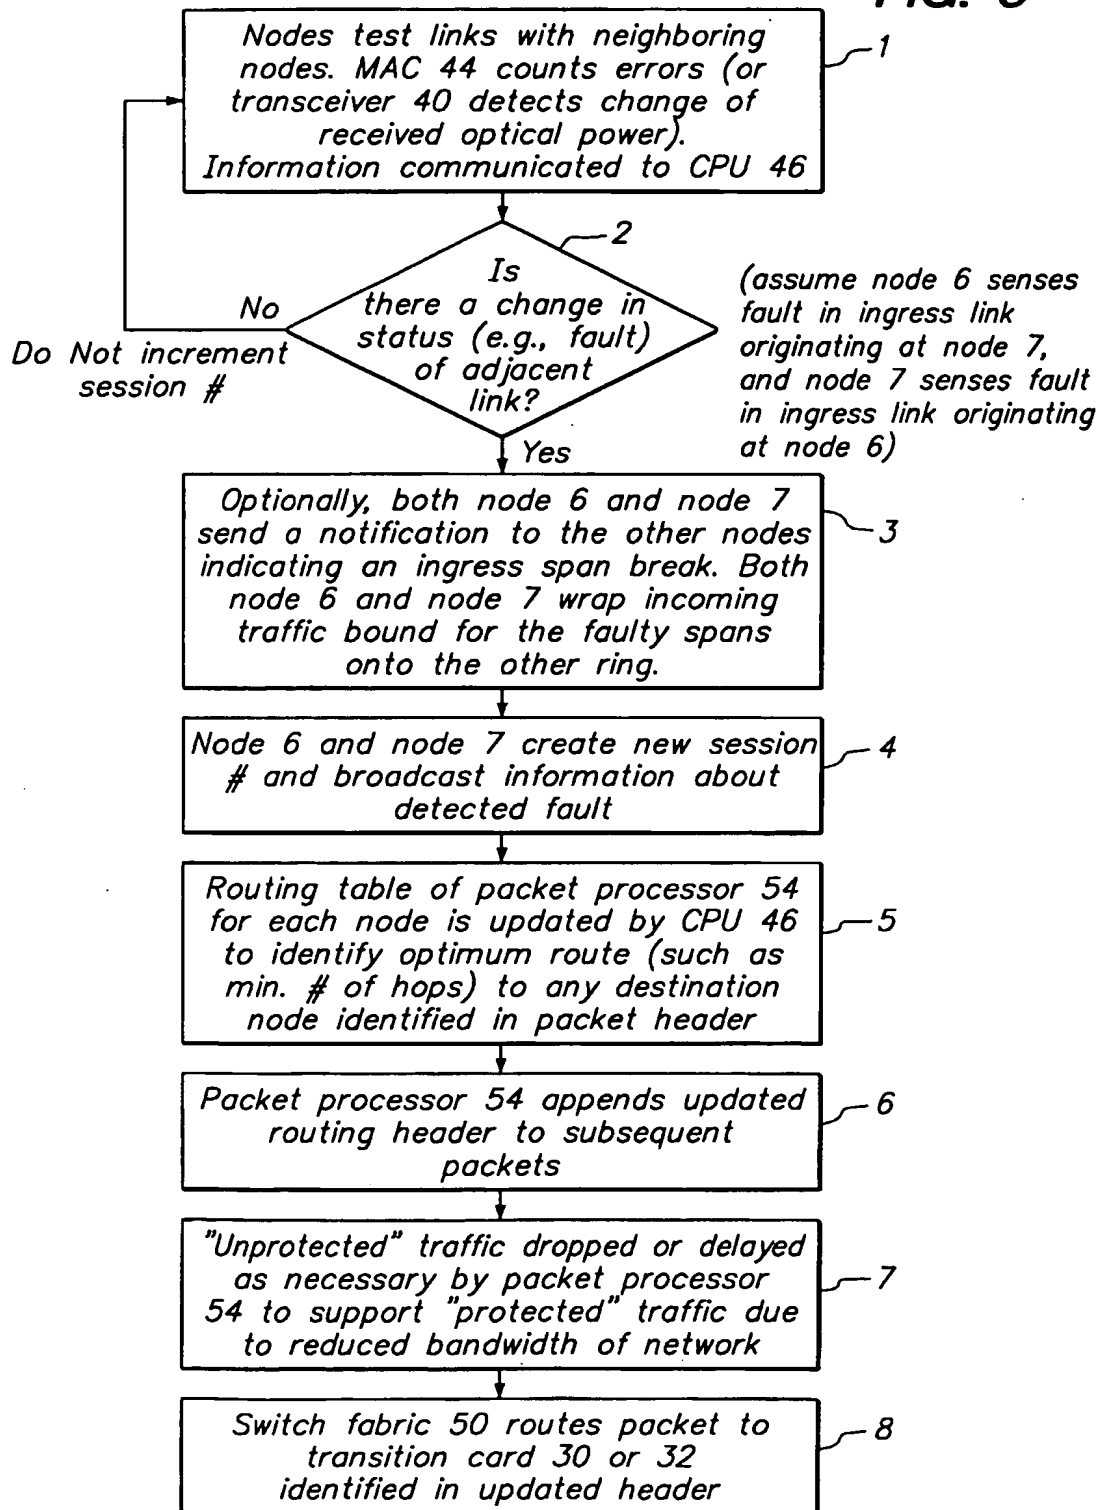 Nodes test links with neighboring
nodes. MAC 44 counts errors (or
transceiver 40 detects change of
received optical power).
Information communicated to CPU 46
1
2
Is
there a change in
status (e.g., fault)
of adjacent
link?
No
Do Not increment
session #
(assume node 6 senses
fault in ingress link
originating at node 7,
and node 7 senses fault
in ingress link originating
at node 6)
Yes
Optionally, both node 6 and node 7
send a notification to the other nodes
indicating an ingress span break. Both
node 6 and node 7 wrap incoming
traffic bound for the faulty spans
onto the other ring.
3
Node 6 and node 7 create new session
# and broadcast information about
detected fault
4
Routing table of packet processor 54
for each node is updated by CPU 46
to identify optimum route (such as
min. # of hops) to any destination
node identified in packet header
5
Packet processor 54 appends updated
routing header to subsequent
packets
6
"Unprotected" traffic dropped or delayed
as necessary by packet processor
54 to support "protected" traffic due
to reduced bandwidth of network
7
Switch fabric 50 routes packet to
transition card 30 or 32
identified in updated header
8